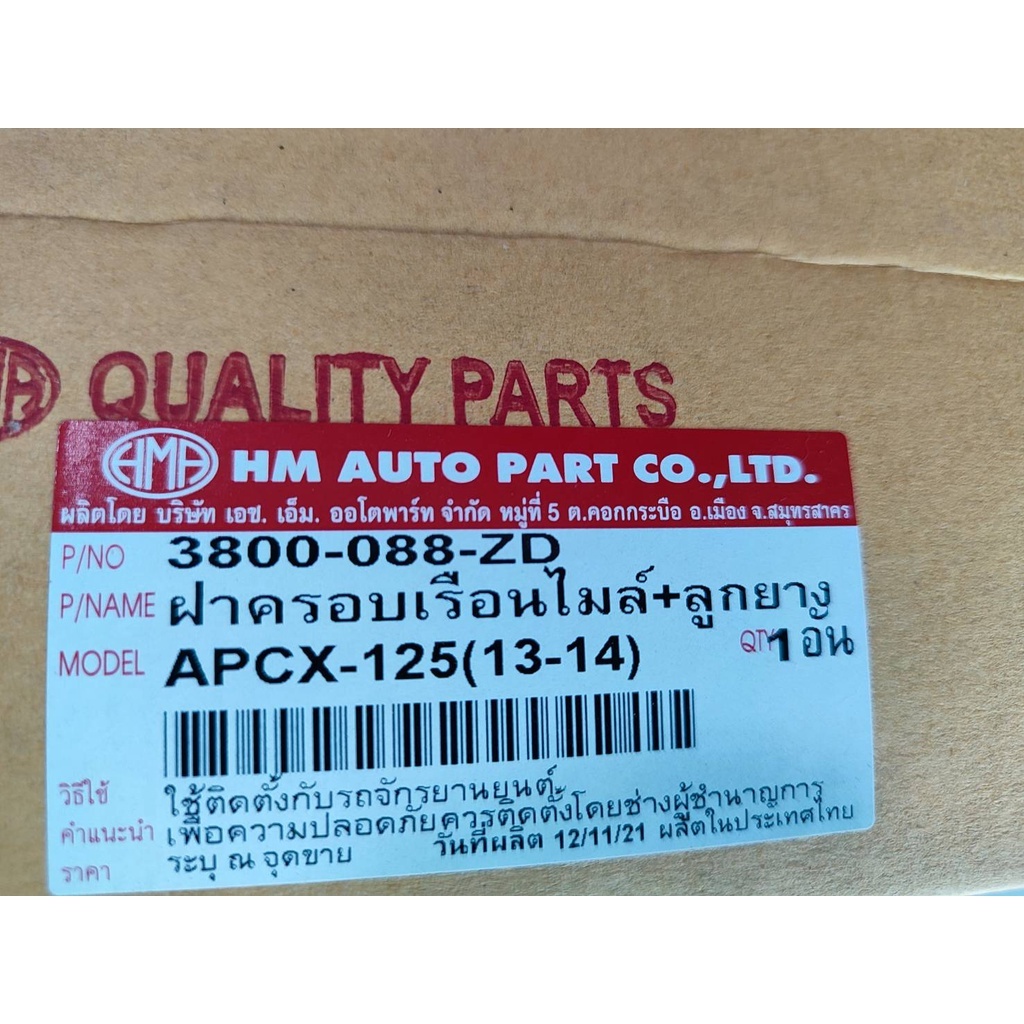 HMA QUALITY PARTS
HMA HM AUTO PART CO.,LTD.
ผลิตโดย บริษัท เอช. เอ็ม. ออโตพาร์ท จำกัด หมู่ที่ 5 ต.คอกกระบือ อ.เมือง จ.สมุทรสาคร
P/NO 3800-088-ZD
P/NAME ฝาครอบเรือนไมล์+ลูกยาง
MODEL APCX-125(13-14) QTY 1 อัน
วิธีใช้ ใช้ติดตั้งกับรถจักรยานยนต์
คำแนะนำ เพื่อความปลอดภัยควรติดตั้งโดยช่างผู้ชำนาญการ
ราคา ระบุ ณ จุดขาย วันที่ผลิต 12/11/21 ผลิตในประเทศไทย